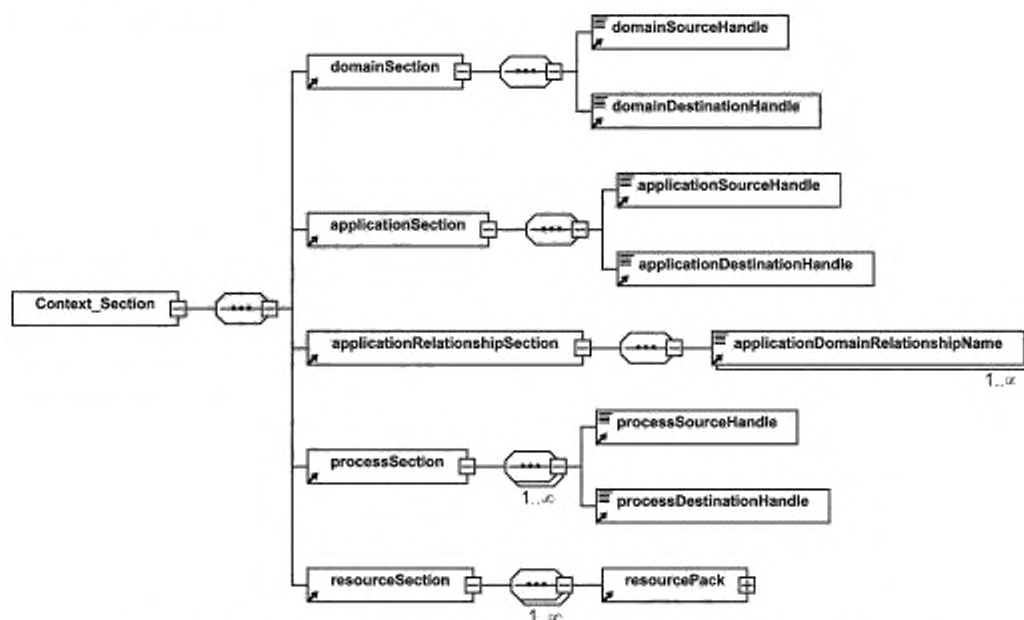 domainSourceHandle
domainSection
domainDestinationHandle
applicationSourceHandle
applicationSection
applicationDestinationHandle
Context_Section
applicationRelationshipSection
applicationDomainRelationshipName
1..∞
processSourceHandle
processSection
1..∞
processDestinationHandle
resourceSection
resourcePack
1..∞